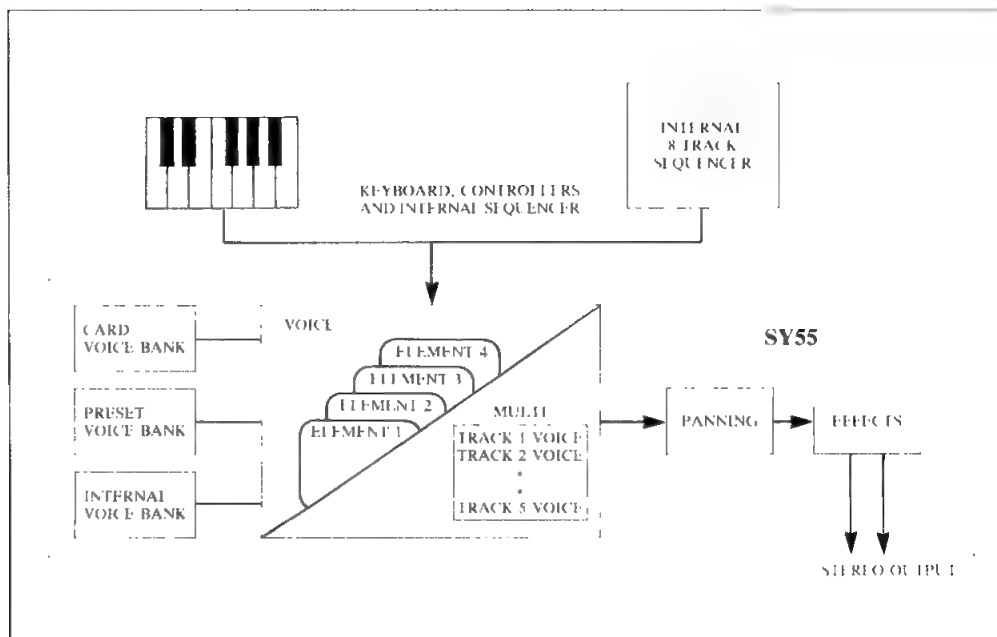 INTERNAL
8 TRACK
SEQUENCER
KEYBOARD, CONTROLLERS
AND INTERNAL SEQUENCER
CARD
VOICE BANK
PRESET
VOICE BANK
INTERNAL
VOICE BANK
VOICE
ELEMENT 4
ELEMENT 3
ELEMENT 2
ELEMENT 1
MULTI
TRACK 1 VOICE
TRACK 2 VOICE
•
•
TRACK 5 VOICE
SY55
PANNING
EFFECTS
STEREO OUTPUT